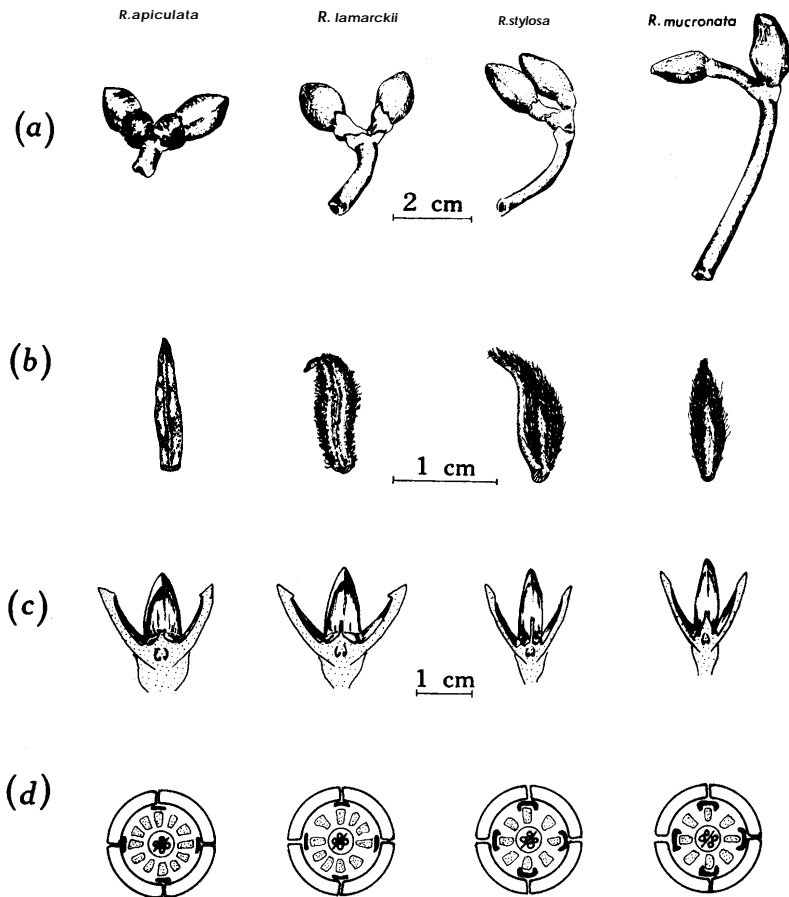 R.apiculata R. lamarckii R.stylosa R. mucronata
(a)
2 cm
(b)
1 cm
(c)
1 cm
(d)